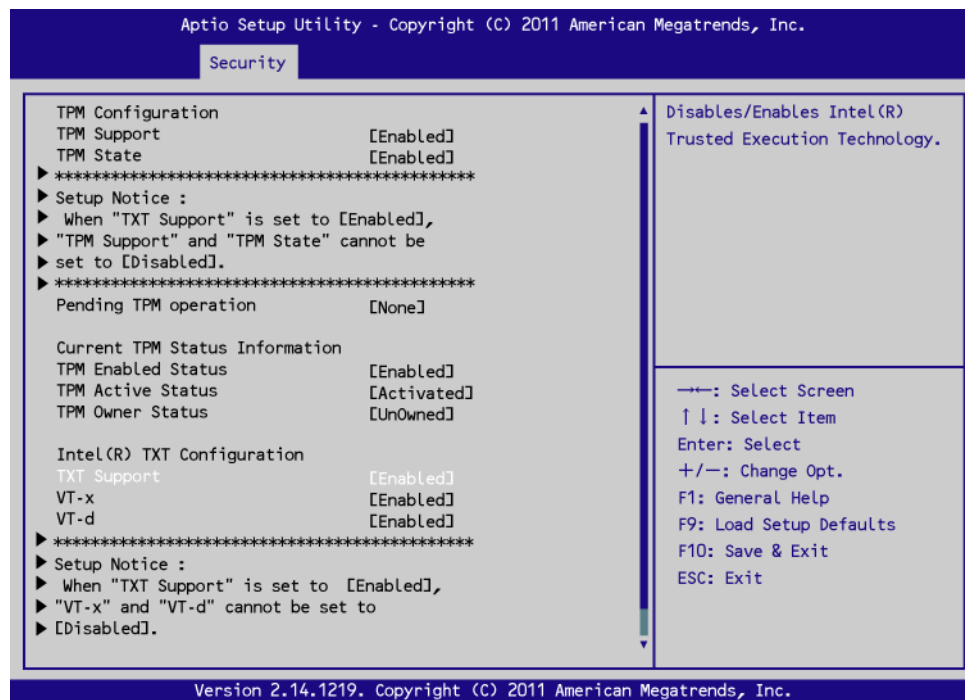 Aptio Setup Utility - Copyright (C) 2011 American Megatrends, Inc.
Security
TPM Configuration
TPM Support [Enabled]
TPM State [Enabled]
▶ *********************************************
▶ Setup Notice :
▶ When "TXT Support" is set to [Enabled],
▶ "TPM Support" and "TPM State" cannot be
▶ set to [Disabled].
▶ *********************************************
Pending TPM operation [None]
Current TPM Status Information
TPM Enabled Status [Enabled]
TPM Active Status [Activated]
TPM Owner Status [UnOwned]
Intel(R) TXT Configuration
TXT Support [Enabled]
VT-x [Enabled]
VT-d [Enabled]
▶ *********************************************
▶ Setup Notice :
▶ When "TXT Support" is set to [Enabled],
▶ "VT-x" and "VT-d" cannot be set to
▶ [Disabled].
Disables/Enables Intel(R)
Trusted Execution Technology.
→←: Select Screen
↑↓: Select Item
Enter: Select
+/−: Change Opt.
F1: General Help
F9: Load Setup Defaults
F10: Save & Exit
ESC: Exit
Version 2.14.1219. Copyright (C) 2011 American Megatrends, Inc.